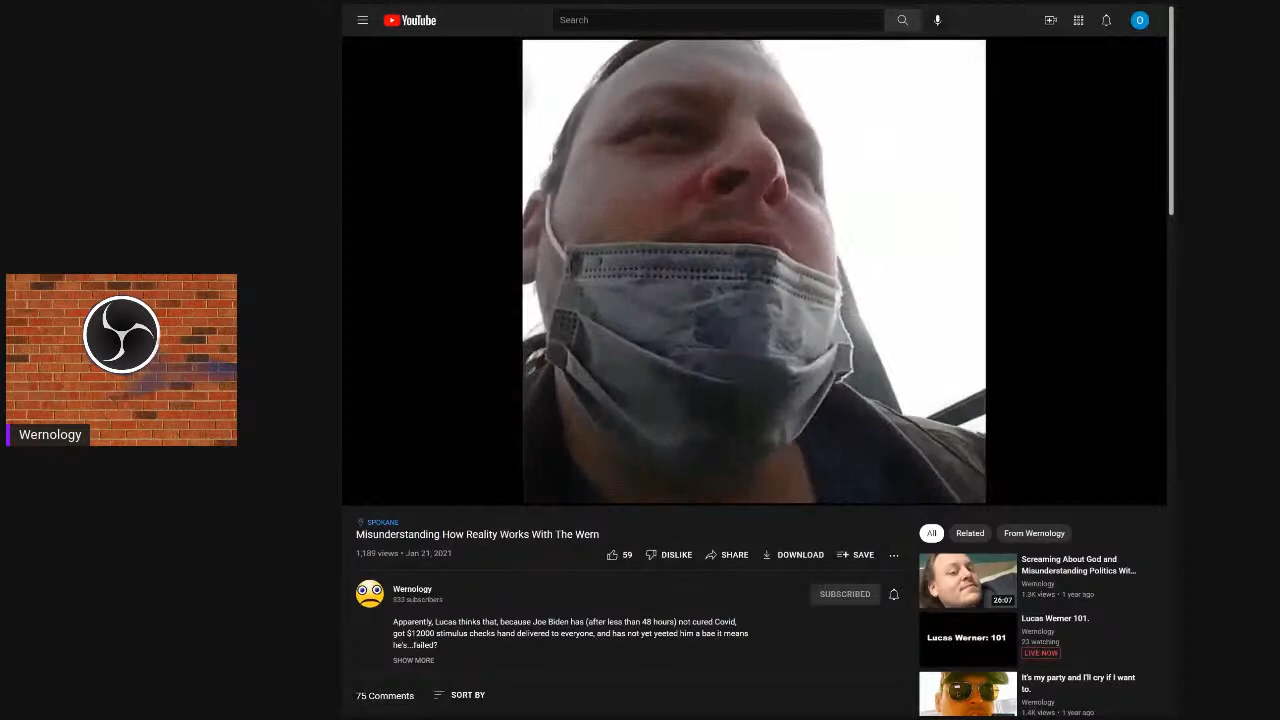 YouTube
Search
O
Wernology
SPOKANE
Misunderstanding How Reality Works With The Wern
1,189 views • Jan 21, 2021
59
DISLIKE
SHARE
DOWNLOAD
SAVE
Wernology
833 subscribers
SUBSCRIBED
Apparently, Lucas thinks that, because Joe Biden has (after less than 48 hours) not cured Covid,
got $12000 stimulus checks hand delivered to everyone, and has not yet yeeted him a bae it means
he's...failed?
SHOW MORE
75 Comments
SORT BY
All
Related
From Wernology
26:07
Screaming About God and
Misunderstanding Politics Wit...
Wernology
1.3K views • 1 year ago
Lucas Werner: 101
Lucas Werner 101.
Wernology
23 watching
LIVE NOW
It's my party and I'll cry if I want
to.
Wernology
1.4K views • 1 year ago